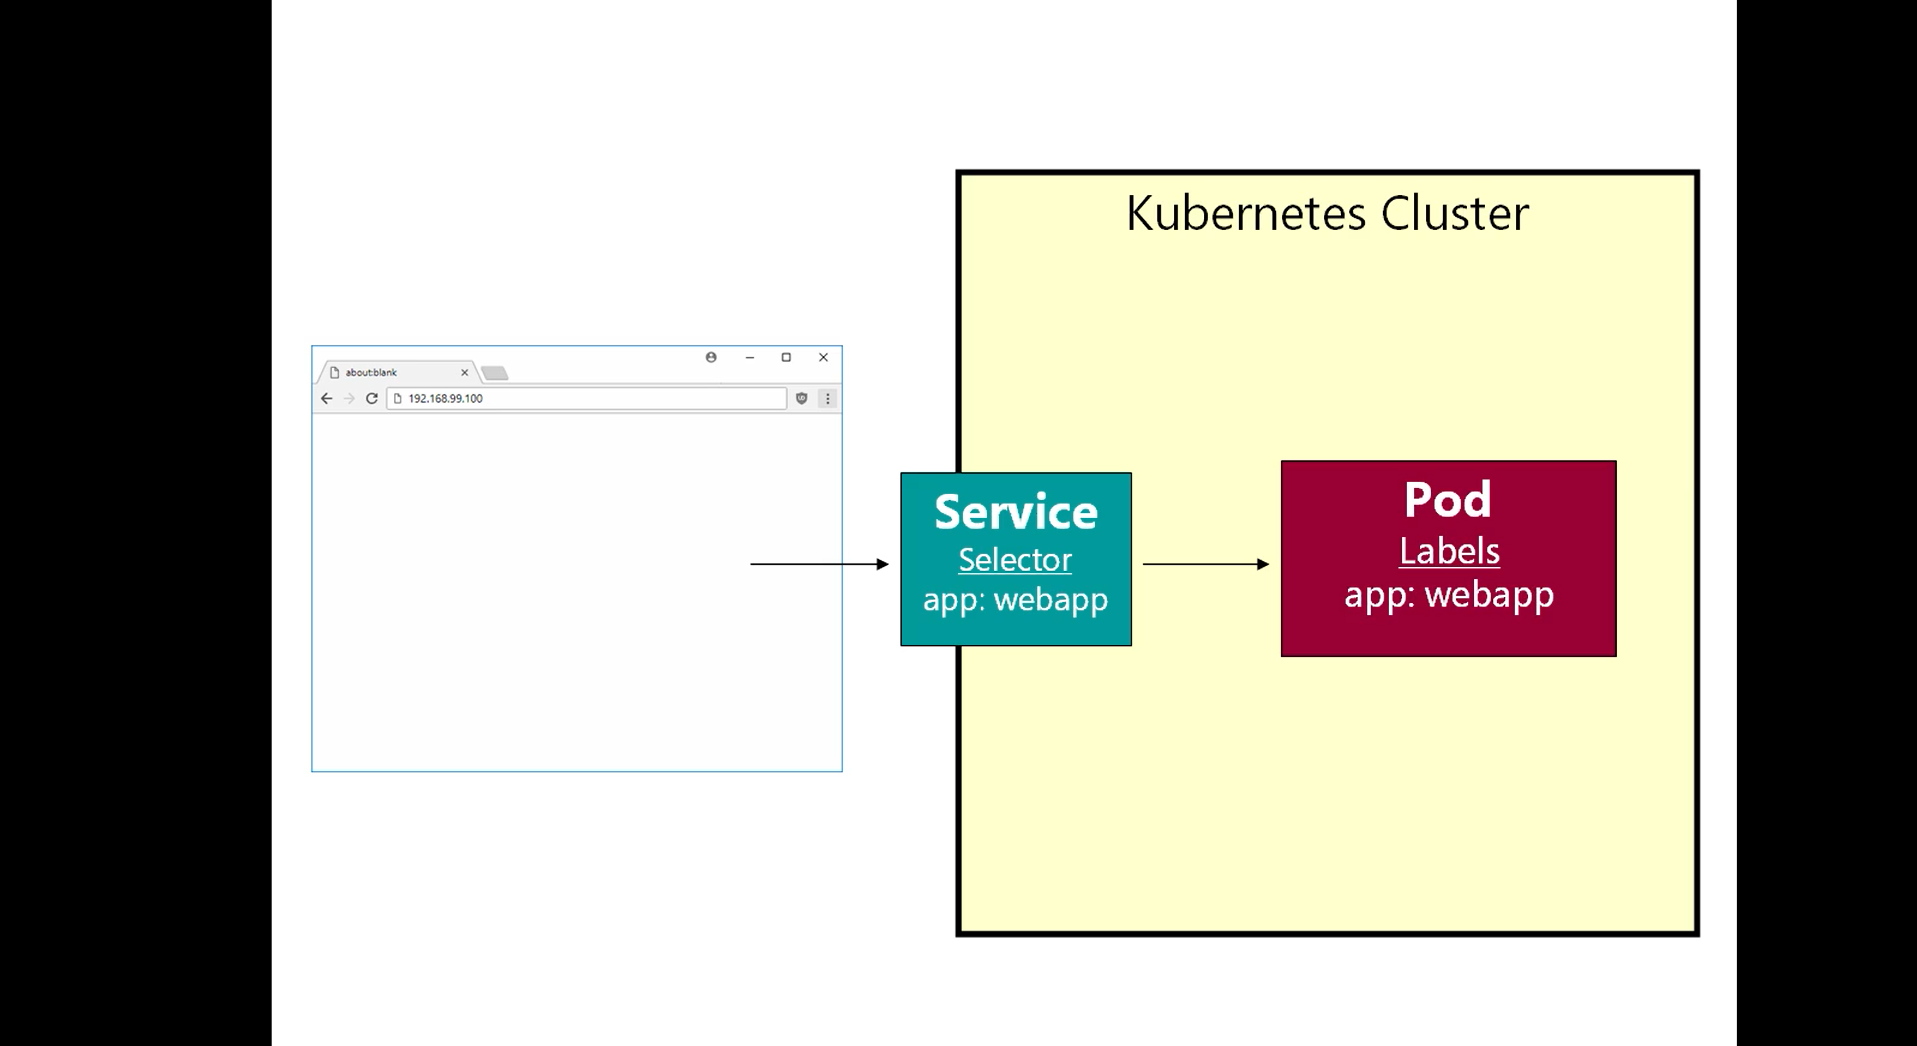 Kubernetes Cluster
about:blank
192.168.99.100
Service
Selector
app: webapp
Pod
Labels
app: webapp